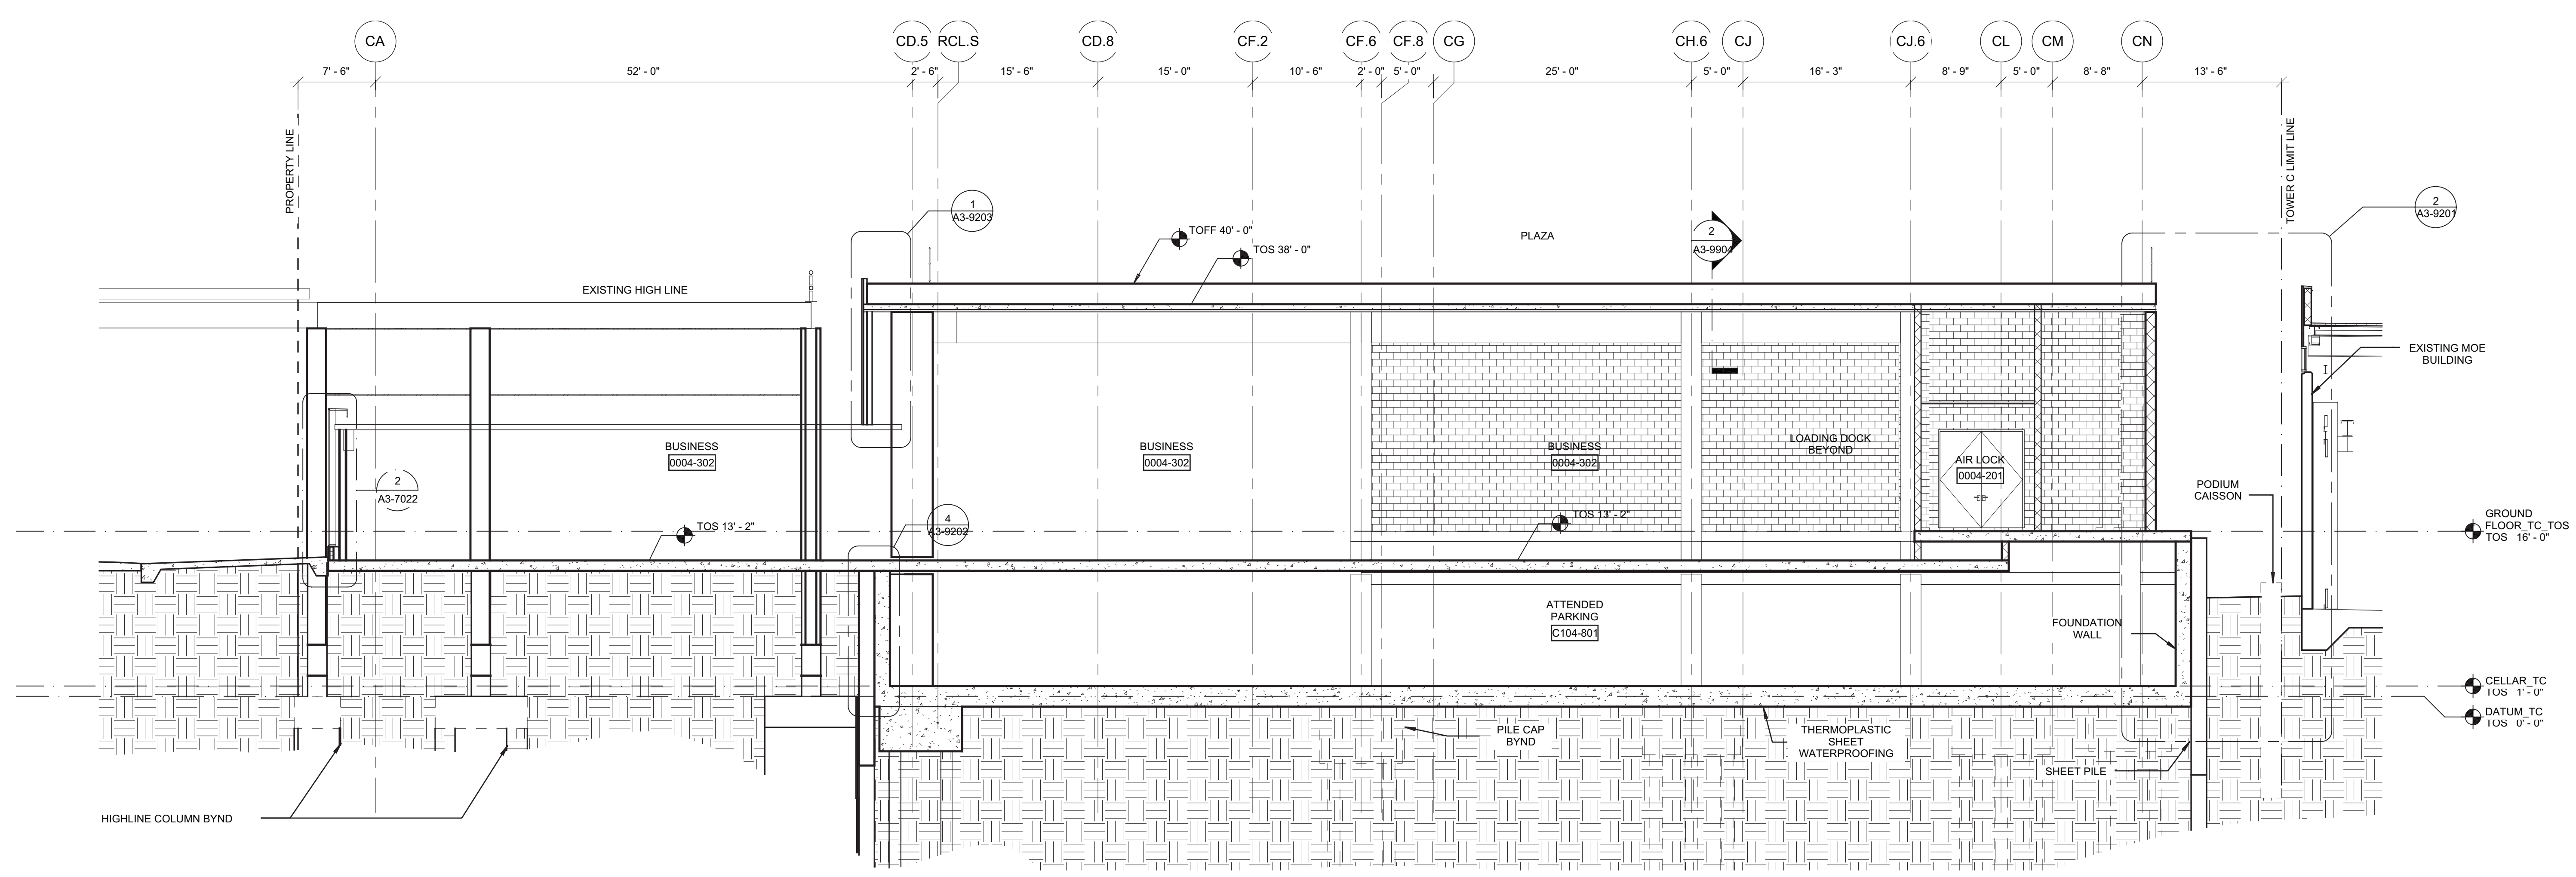 CA
CD.5
RCL.S
CD.8
CF.2
CF.6
CF.8
CG
CH.6
CJ
CJ.6
CL
CM
CN
7' - 6"
52' - 0"
2' - 6"
15' - 6"
15' - 0"
10' - 6"
2' - 0"
5' - 0"
25' - 0"
5' - 0"
16' - 3"
8' - 9"
5' - 0"
8' - 8"
13' - 6"
PROPERTY LINE
TOWER C LIMIT LINE
1
A3-9203
2
A3-9201
TOFF 40' - 0"
TOS 38' - 0"
PLAZA
2
A3-9904
EXISTING HIGH LINE
EXISTING MOE
BUILDING
BUSINESS
0004-302
BUSINESS
0004-302
BUSINESS
0004-302
LOADING DOCK
BEYOND
AIR LOCK
0004-201
2
A3-7022
PODIUM
CAISSON
4
A3-9202
TOS 13' - 2"
TOS 13' - 2"
GROUND
FLOOR_TC_TOS
TOS 16' - 0"
ATTENDED
PARKING
C104-801
FOUNDATION
WALL
CELLAR_TC
TOS 1' - 0"
DATUM_TC
TOS 0' - 0"
PILE CAP
BYND
THERMOPLASTIC
SHEET
WATERPROOFING
SHEET PILE
HIGHLINE COLUMN BYND